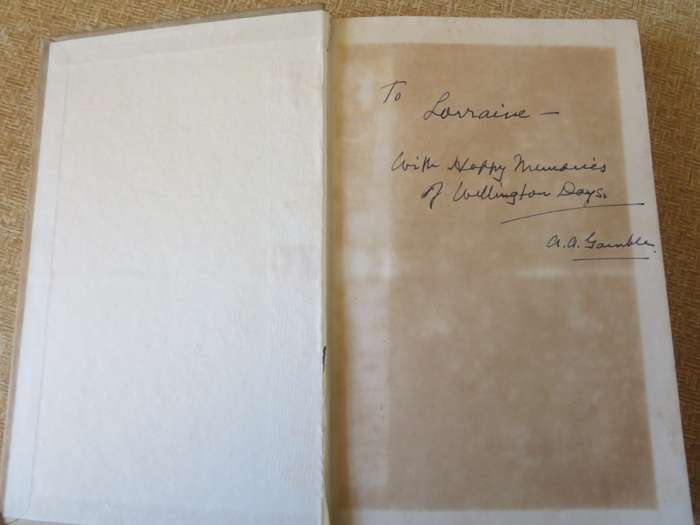 To
Lorraine —
With Happy Memories
of Wellington Days.
A.A. Gamble.